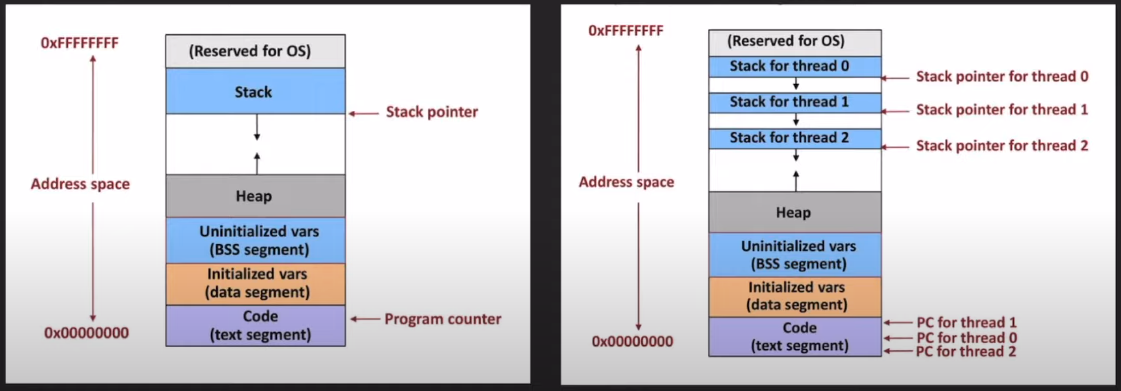 0xFFFFFFFF
(Reserved for OS)
Stack
Stack pointer
Address space
Heap
Uninitialized vars
(BSS segment)
Initialized vars
(data segment)
Code
(text segment)
Program counter
0x00000000
0xFFFFFFFF
(Reserved for OS)
Stack for thread 0
Stack pointer for thread 0
Stack for thread 1
Stack pointer for thread 1
Stack for thread 2
Stack pointer for thread 2
Address space
Heap
Uninitialized vars
(BSS segment)
Initialized vars
(data segment)
Code
(text segment)
PC for thread 1
PC for thread 0
PC for thread 2
0x00000000